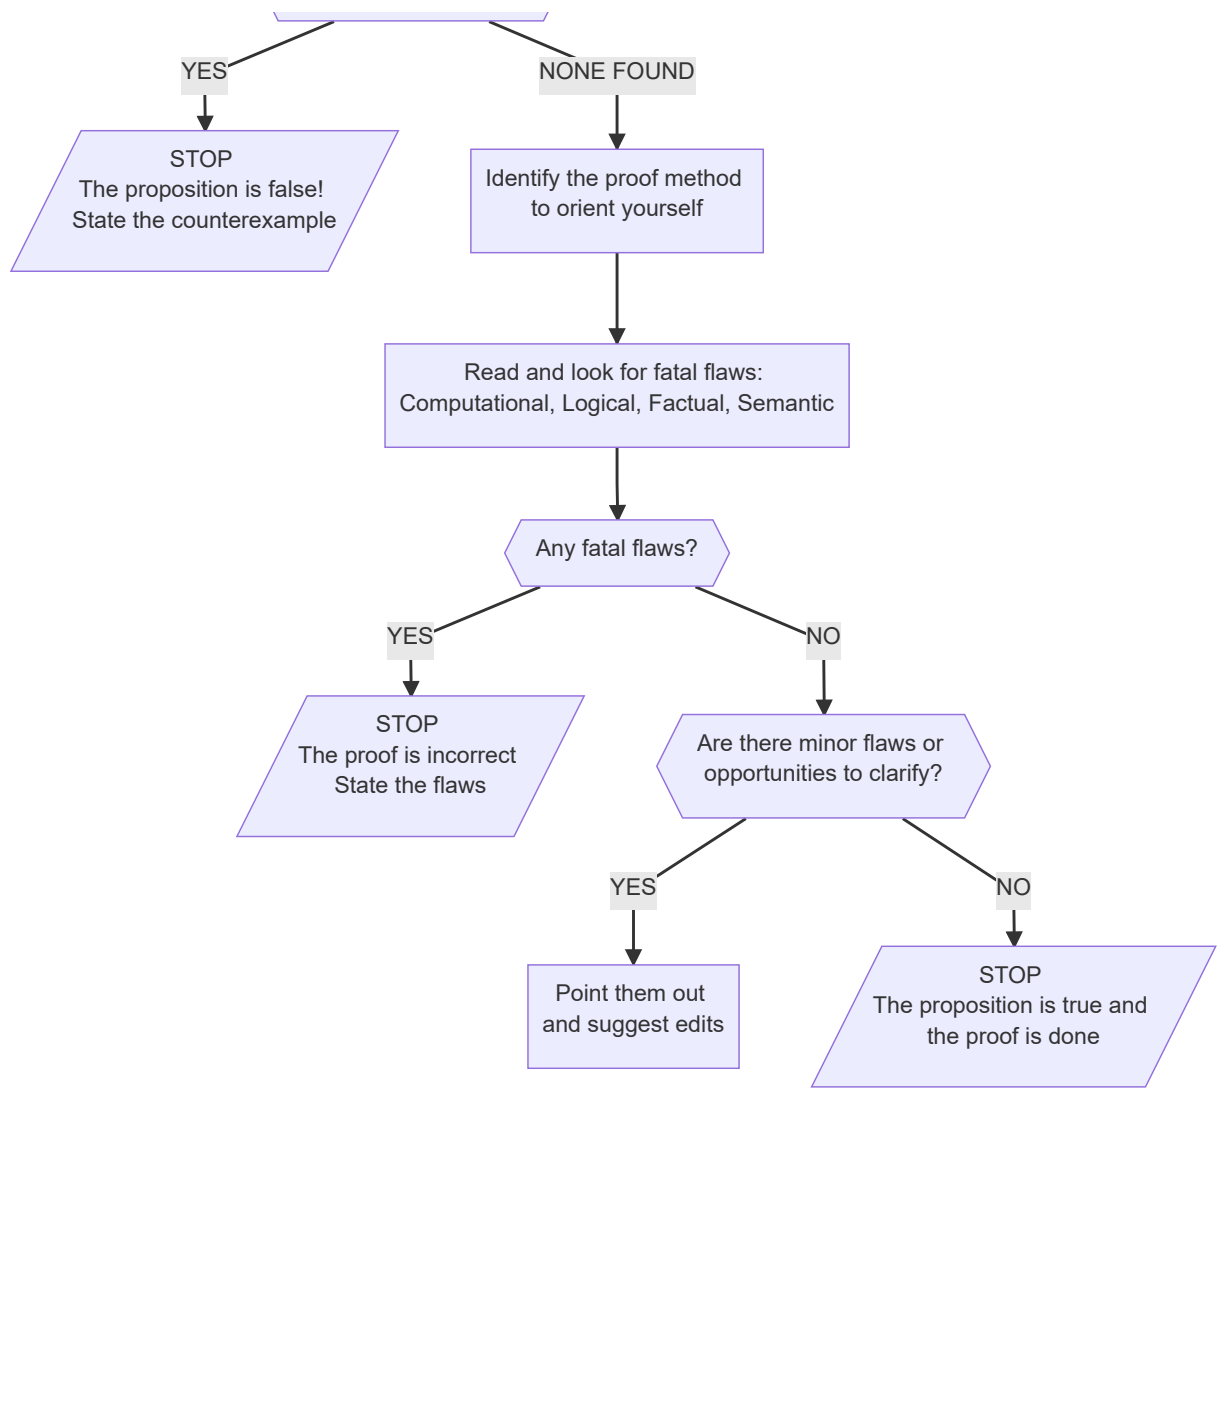 YES
NONE FOUND
STOP
The proposition is false!
State the counterexample
Identify the proof method
to orient yourself
Read and look for fatal flaws:
Computational, Logical, Factual, Semantic
Any fatal flaws?
YES
NO
STOP
The proof is incorrect
State the flaws
Are there minor flaws or
opportunities to clarify?
YES
NO
Point them out
and suggest edits
STOP
The proposition is true and
the proof is done